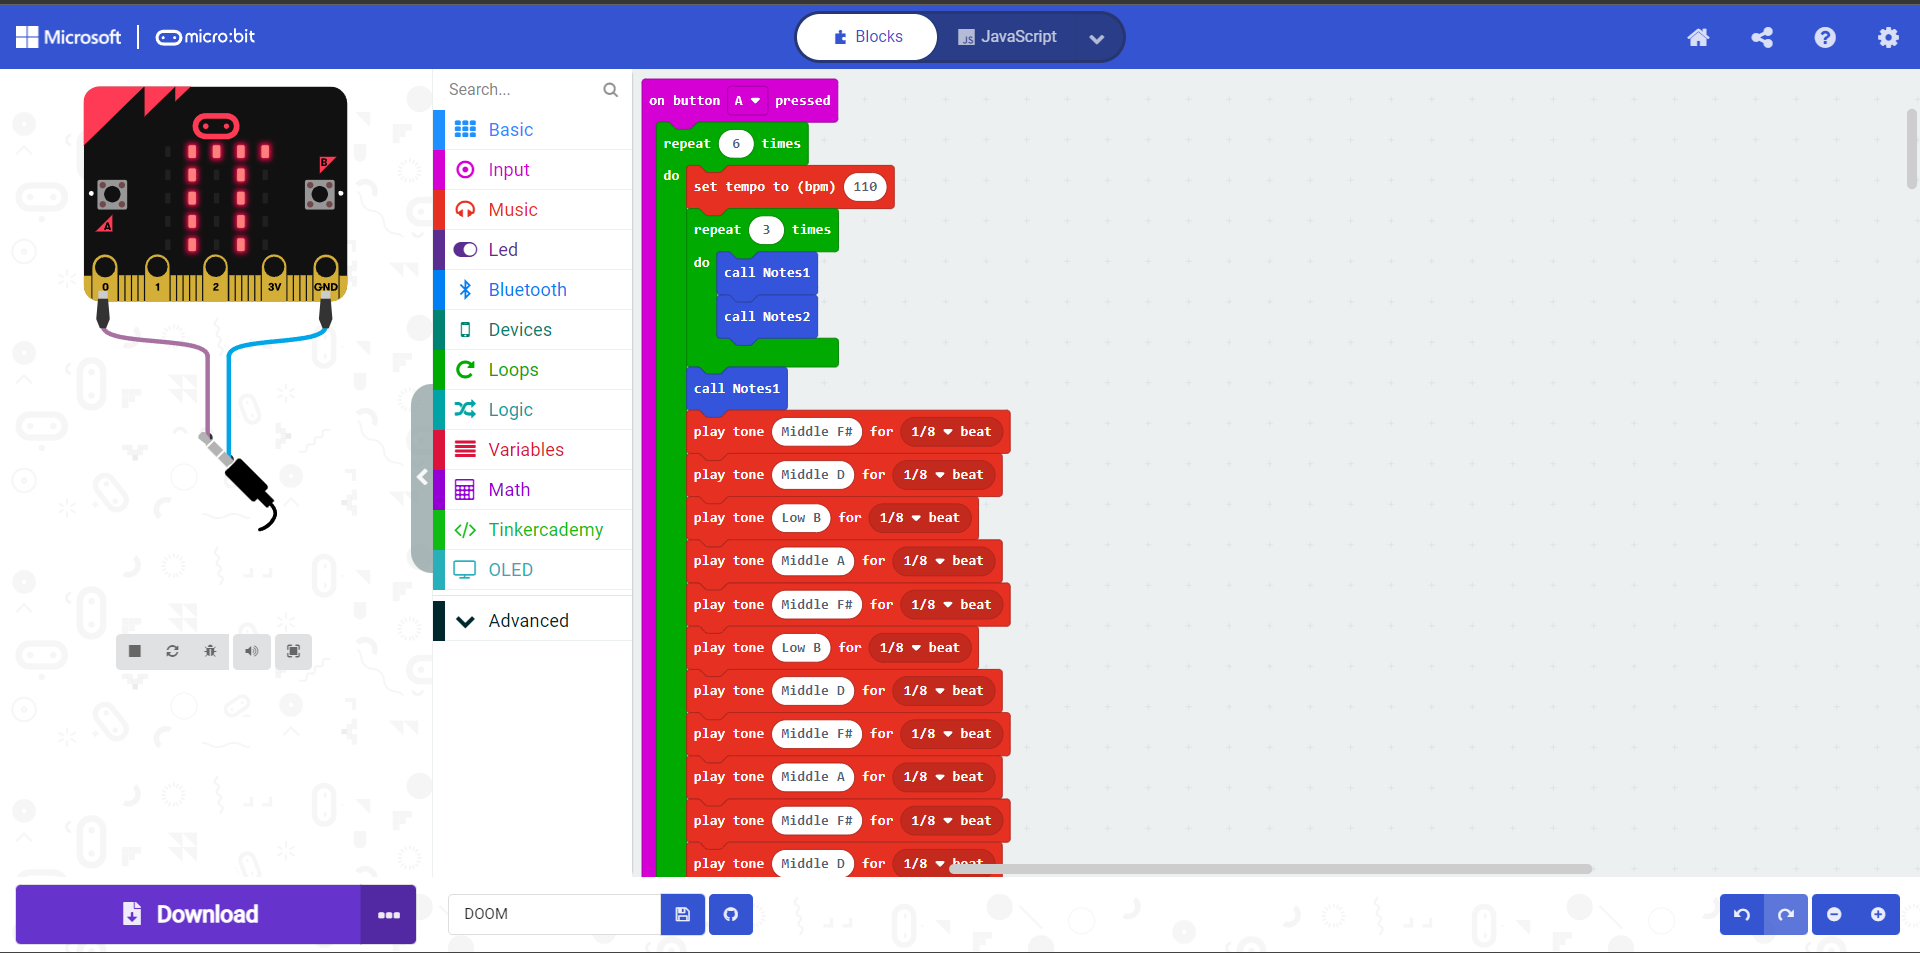 Microsoft micro:bit
Blocks
JavaScript
B
A
0 1 2 3V GND
Search...
Basic
Input
Music
Led
Bluetooth
Devices
Loops
Logic
Variables
Math
Tinkercademy
OLED
Advanced
on button A pressed
repeat 6 times
do
set tempo to (bpm) 110
repeat 3 times
do
call Notes1
call Notes2
call Notes1
play tone Middle F# for 1/8 beat
play tone Middle D for 1/8 beat
play tone Low B for 1/8 beat
play tone Middle A for 1/8 beat
play tone Middle F# for 1/8 beat
play tone Low B for 1/8 beat
play tone Middle D for 1/8 beat
play tone Middle F# for 1/8 beat
play tone Middle A for 1/8 beat
play tone Middle F# for 1/8 beat
play tone Middle D for 1/8 beat
Download
DOOM